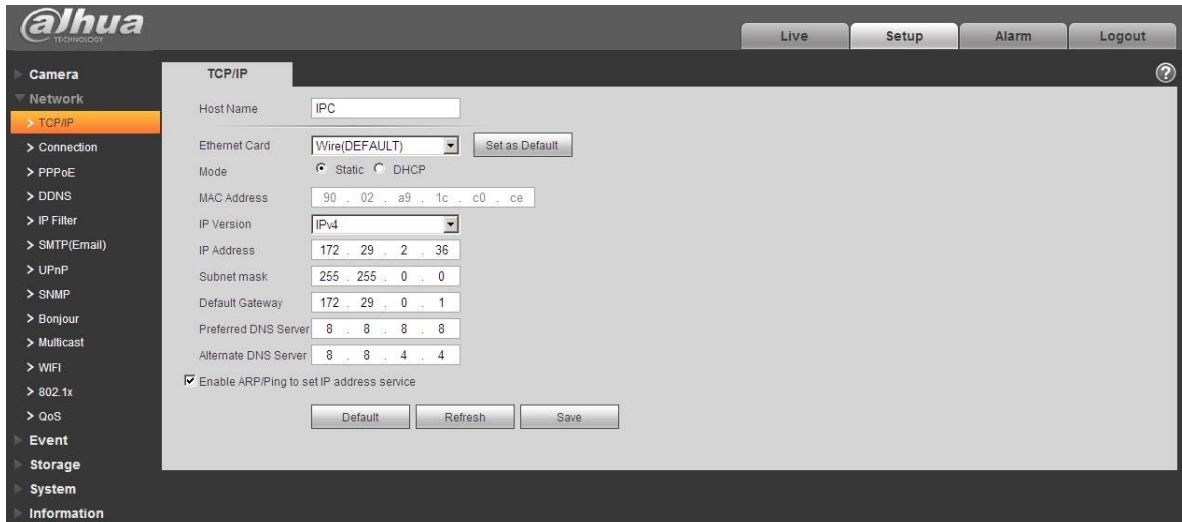 alhua
TECHNOLOGY
Live
Setup
Alarm
Logout
Camera
Network
> TCP/IP
> Connection
> PPPoE
> DDNS
> IP Filter
> SMTP(Email)
> UPnP
> SNMP
> Bonjour
> Multicast
> WIFI
> 802.1x
> QoS
Event
Storage
System
Information
TCP/IP
?
Host Name IPC
Ethernet Card Wire(DEFAULT) Set as Default
Mode Static DHCP
MAC Address 90 . 02 . a9 . 1c . c0 . ce
IP Version IPv4
IP Address 172 . 29 . 2 . 36
Subnet mask 255 . 255 . 0 . 0
Default Gateway 172 . 29 . 0 . 1
Preferred DNS Server 8 . 8 . 8 . 8
Alternate DNS Server 8 . 8 . 4 . 4
Enable ARP/Ping to set IP address service
Default Refresh Save